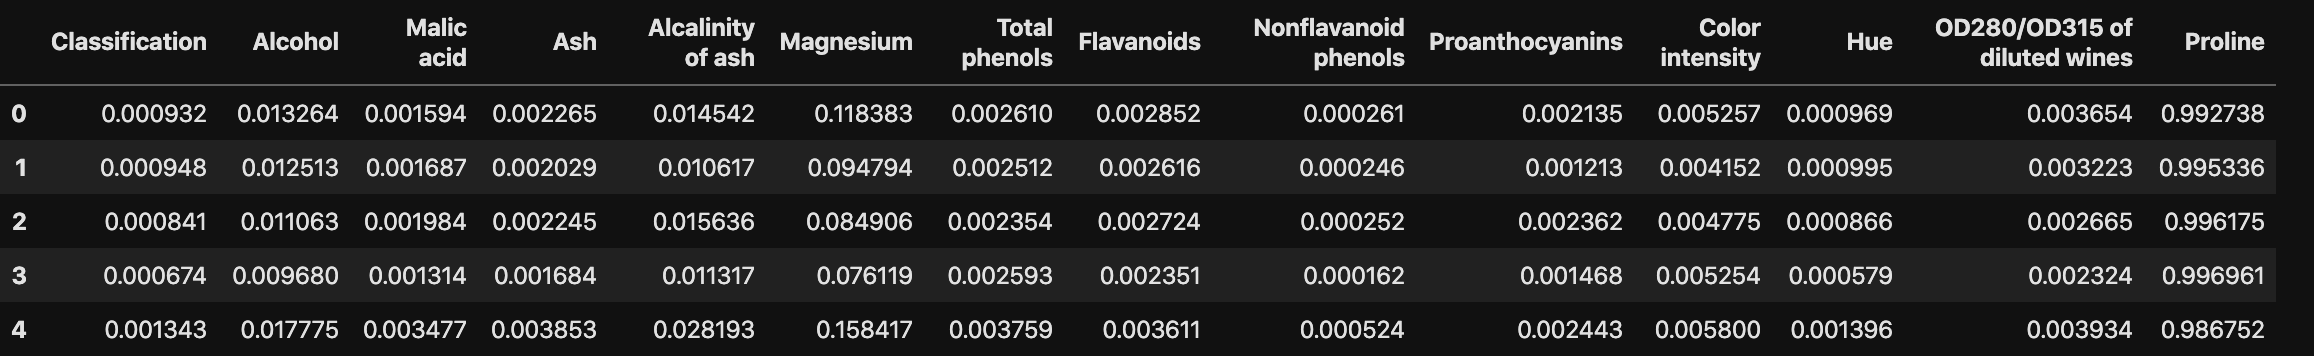 Classification Alcohol Malic acid Ash Alcalinity of ash Magnesium Total phenols Flavanoids Nonflavanoid phenols Proanthocyanins Color intensity Hue OD280/OD315 of diluted wines Proline
0 0.000932 0.013264 0.001594 0.002265 0.014542 0.118383 0.002610 0.002852 0.000261 0.002135 0.005257 0.000969 0.003654 0.992738
1 0.000948 0.012513 0.001687 0.002029 0.010617 0.094794 0.002512 0.002616 0.000246 0.001213 0.004152 0.000995 0.003223 0.995336
2 0.000841 0.011063 0.001984 0.002245 0.015636 0.084906 0.002354 0.002724 0.000252 0.002362 0.004775 0.000866 0.002665 0.996175
3 0.000674 0.009680 0.001314 0.001684 0.011317 0.076119 0.002593 0.002351 0.000162 0.001468 0.005254 0.000579 0.002324 0.996961
4 0.001343 0.017775 0.003477 0.003853 0.028193 0.158417 0.003759 0.003611 0.000524 0.002443 0.005800 0.001396 0.003934 0.986752